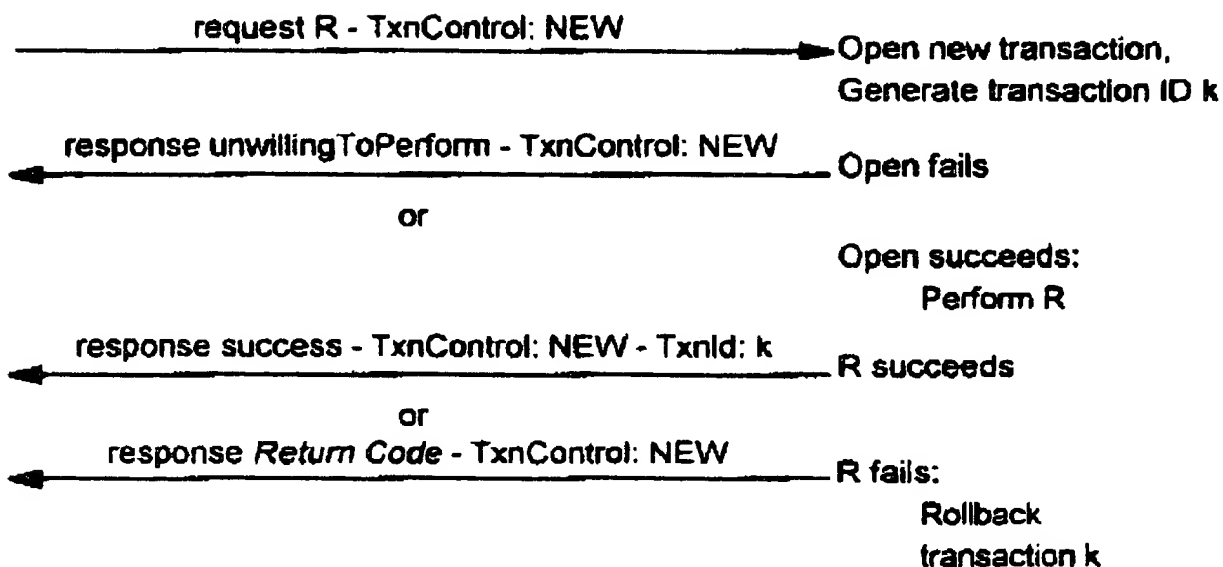 request R - TxnControl: NEW
Open new transaction,
Generate transaction ID k
response unwillingToPerform - TxnControl: NEW
Open fails
or
Open succeeds:
Perform R
response success - TxnControl: NEW - TxnId: k
R succeeds
or
response Return Code - TxnControl: NEW
R fails:
Rollback
transaction k